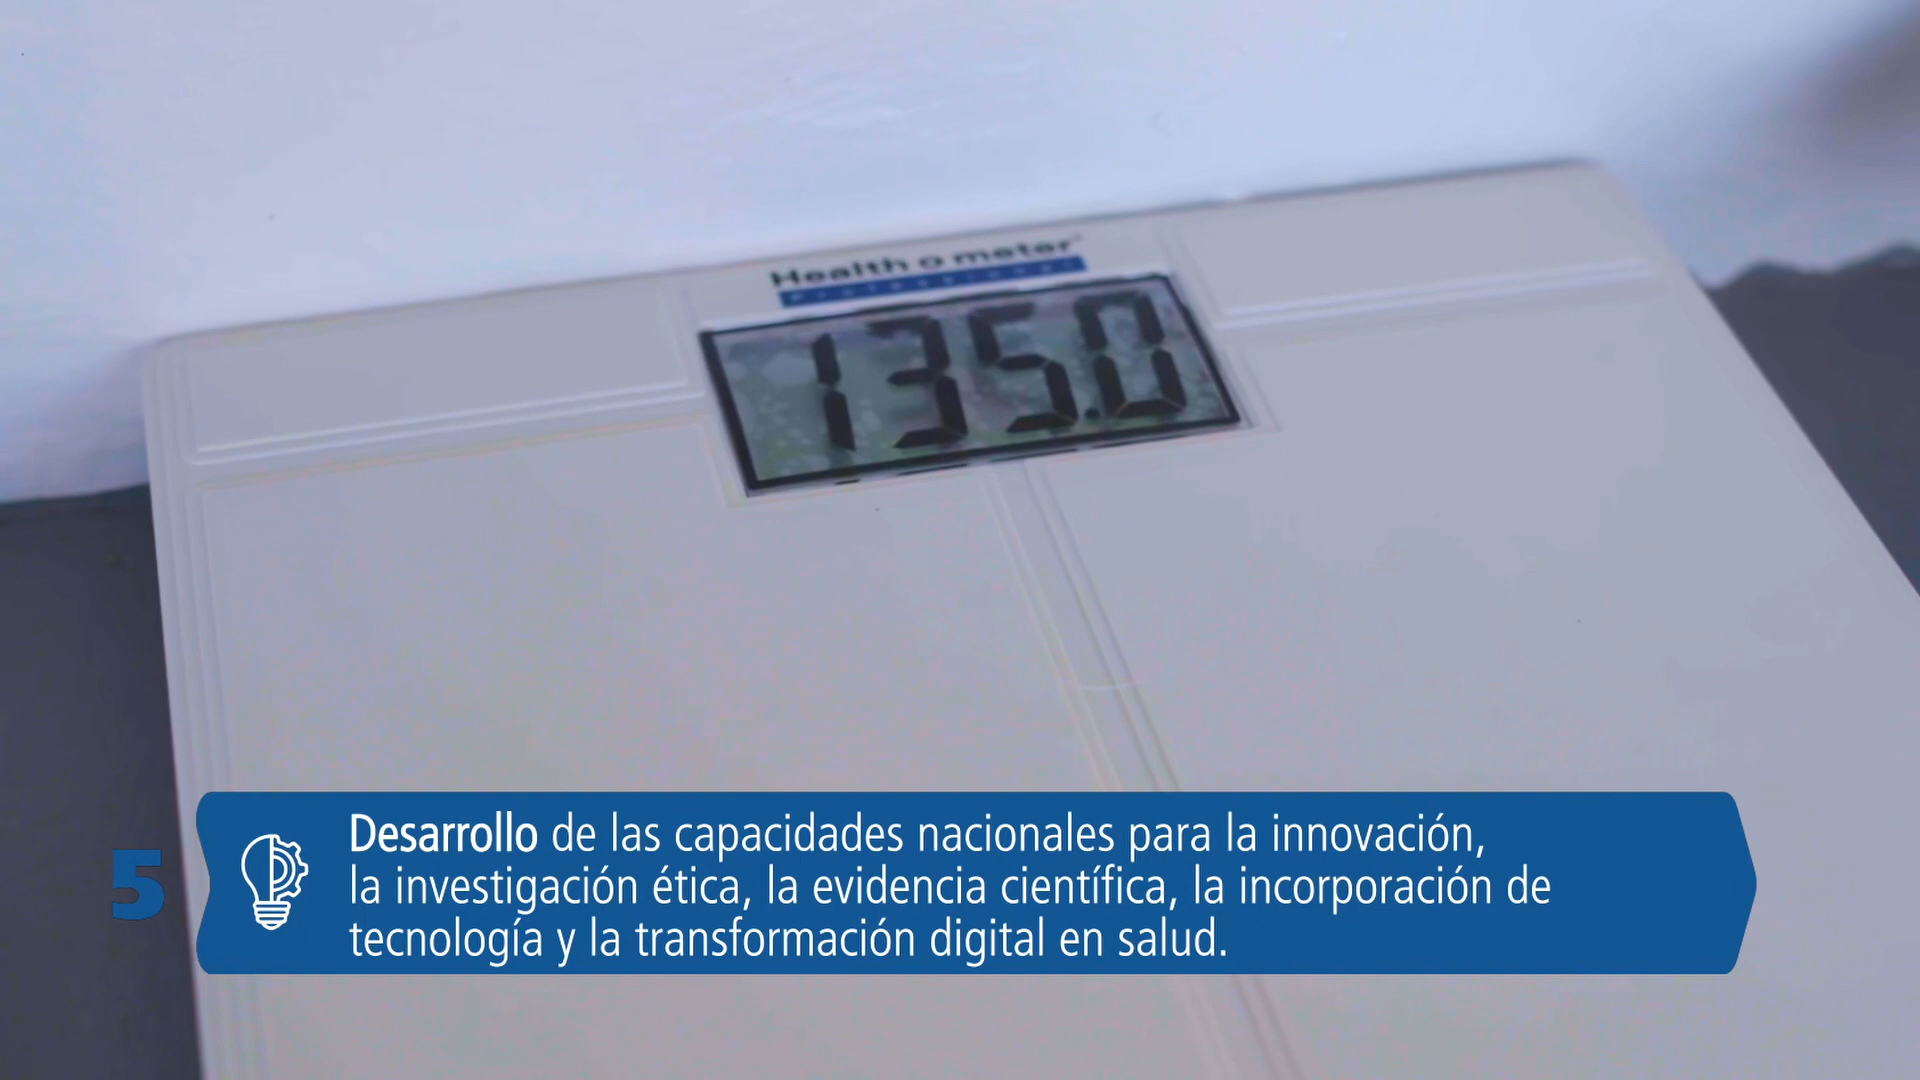 Health o meter
Professional
135.0
5
Desarrollo de las capacidades nacionales para la innovación,
la investigación ética, la evidencia científica, la incorporación de
tecnología y la transformación digital en salud.